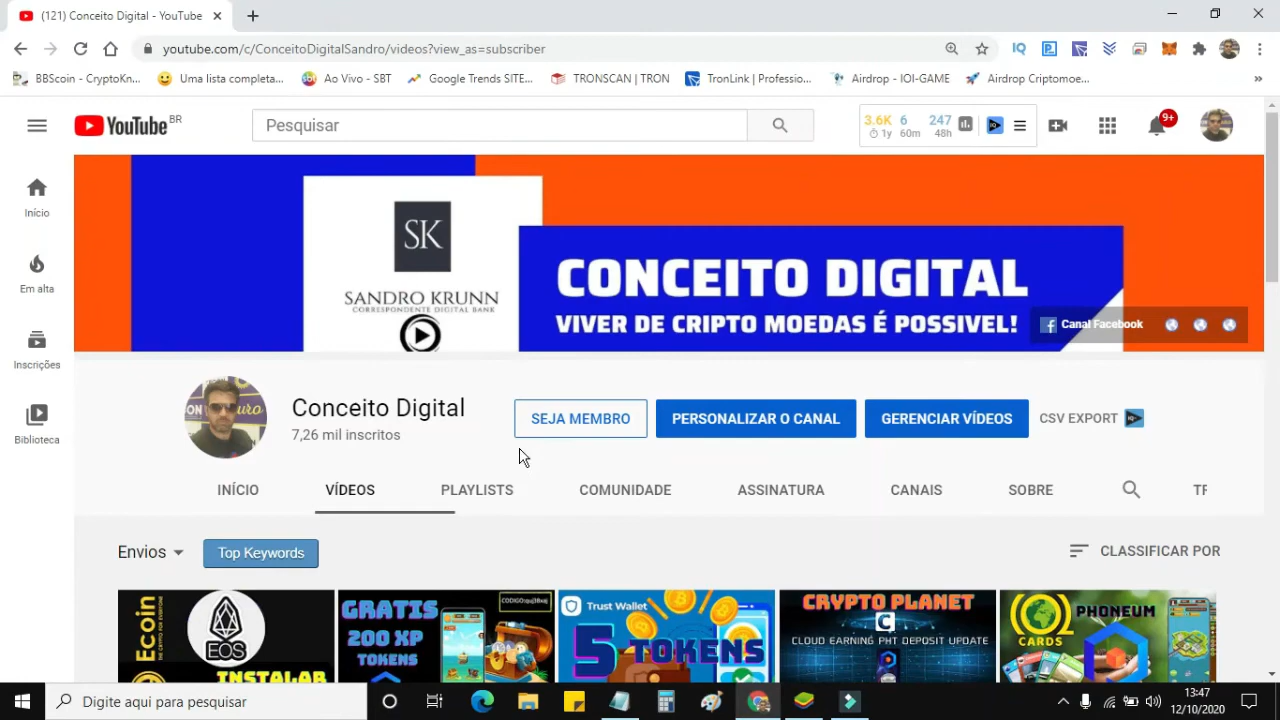 (121) Conceito Digital - YouTube
youtube.com/c/ConceitoDigitalSandro/videos?view_as=subscriber
BBScoin - CryptoKn...
Uma lista completa...
Ao Vivo - SBT
Google Trends SITE...
TRONSCAN | TRON
TronLink | Professio...
Airdrop - IOI-GAME
Airdrop Criptomoe...
YouTube BR
Pesquisar
3.6K 6 247
1y 60m 48h
9+
Início
Em alta
Inscrições
Biblioteca
SK
SANDRO KRUNN
CORRESPONDENTE DIGITAL BANK
CONCEITO DIGITAL
VIVER DE CRIPTO MOEDAS É POSSIVEL!
Canal Facebook
Conceito Digital
7,26 mil inscritos
SEJA MEMBRO
PERSONALIZAR O CANAL
GERENCIAR VÍDEOS
CSV EXPORT
INÍCIO
VÍDEOS
PLAYLISTS
COMUNIDADE
ASSINATURA
CANAIS
SOBRE
Envios
Top Keywords
CLASSIFICAR POR
Ecoin
EOS
INSTALAR
GRATIS
200 XP
TOKENS
Trust Wallet
5 TOKENS
CRYPTO PLANET
CLOUD EARNING PHT DEPOSIT UPDATE
CARDS
PHONEUM
Digite aqui para pesquisar
13:47
12/10/2020